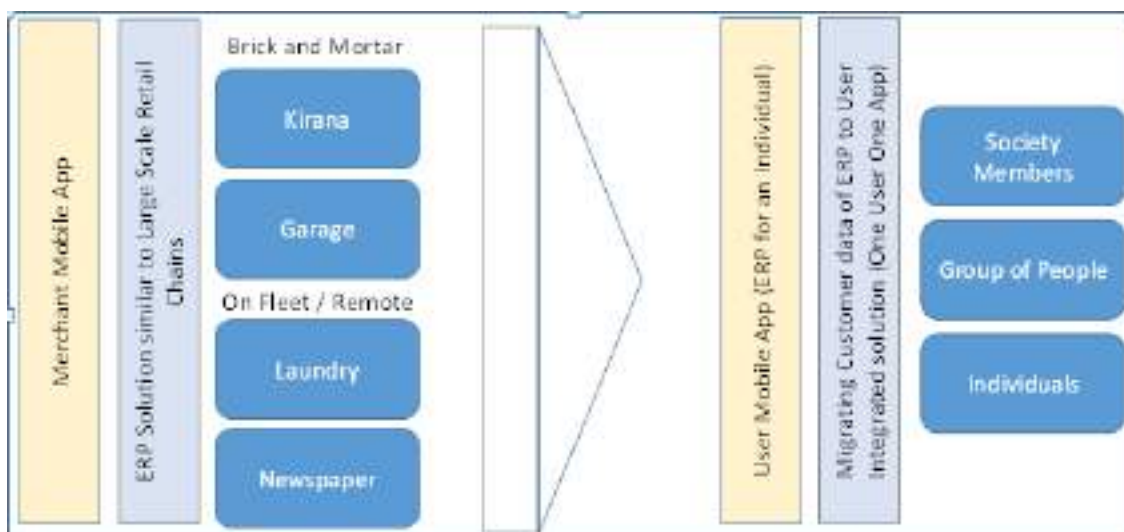 Merchant Mobile App
ERP Solution similar to Large Scale Retail
Chains
Brick and Mortar
Kirana
Garage
On Fleet / Remote
Laundry
Newspaper
User Mobile App (ERP for an Individual)
Migrating Customer data of ERP to User
Integrated solution (One User One App)
Society
Members
Group of People
Individuals